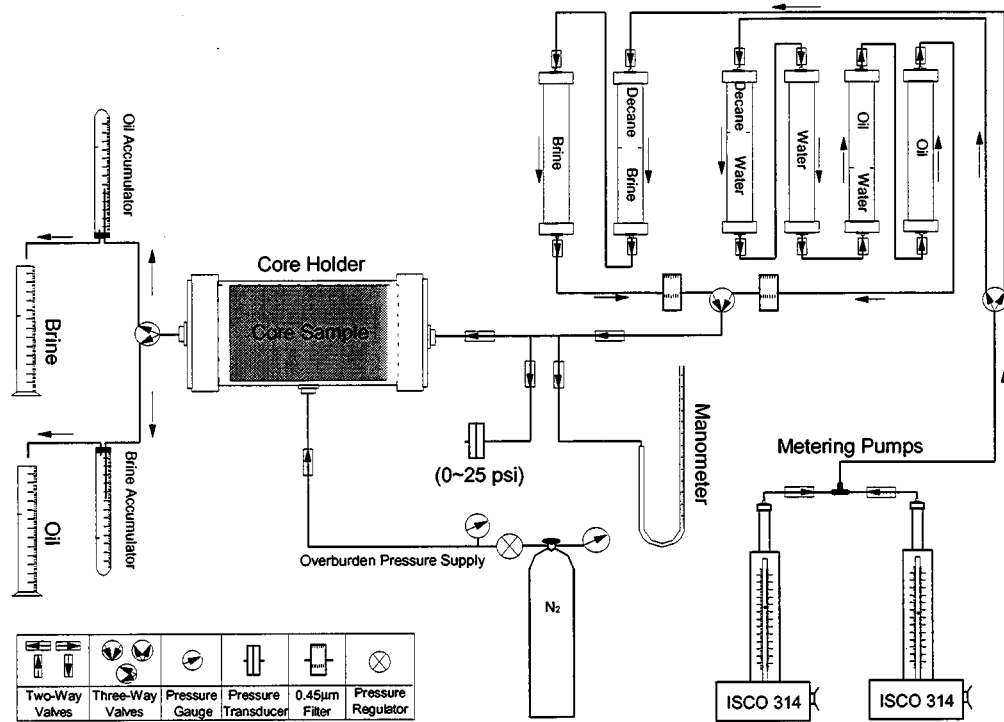 Oil Accumulator
Brine
Decane Brine
Decane Water
Water
Oil Water
Oil
Core Holder
Core Sample
Brine
(0~25 psi)
Manometer
Metering Pumps
Oil
Brine Accumulator
Overburden Pressure Supply
N₂
ISCO 314
ISCO 314
Two-Way Valves
Three-Way Valves
Pressure Gauge
Pressure Transducer
0.45µm Filter
Pressure Regulator